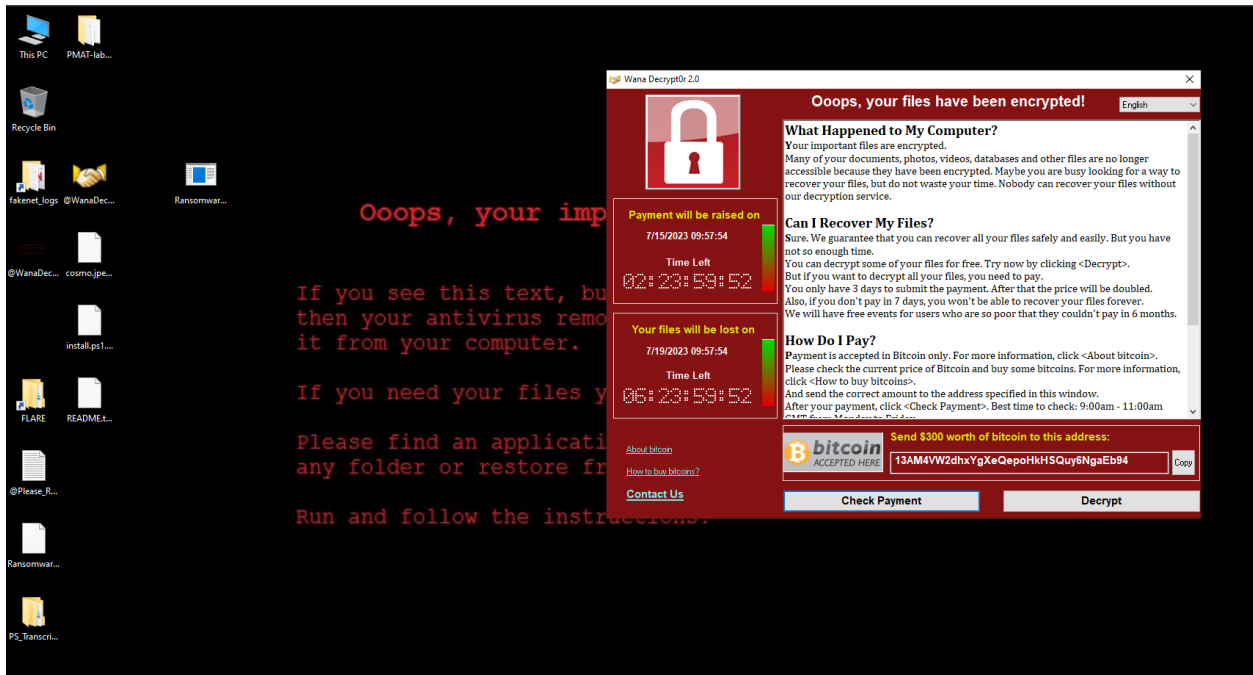 This PC
PMAT-lab...
Recycle Bin
fakenet_logs
@WanaDec...
Ransomwar...
@WanaDec...
cosmo.jpe...
install.ps1....
FLARE
README.t...
@Please_R...
Ransomwar...
PS_Transcri...
Ooops, your imp
If you see this text, bu
then your antivirus remo
it from your computer.
If you need your files y
Please find an applicati
any folder or restore fr
Run and follow the instructions.
Wana Decrypt0r 2.0
Ooops, your files have been encrypted!
English
Payment will be raised on
7/15/2023 09:57:54
Time Left
02:23:59:52
Your files will be lost on
7/19/2023 09:57:54
Time Left
06:23:59:52
About bitcoin
How to buy bitcoins?
Contact Us
What Happened to My Computer?
Your important files are encrypted.
Many of your documents, photos, videos, databases and other files are no longer
accessible because they have been encrypted. Maybe you are busy looking for a way to
recover your files, but do not waste your time. Nobody can recover your files without
our decryption service.
Can I Recover My Files?
Sure. We guarantee that you can recover all your files safely and easily. But you have
not so enough time.
You can decrypt some of your files for free. Try now by clicking <Decrypt>.
But if you want to decrypt all your files, you need to pay.
You only have 3 days to submit the payment. After that the price will be doubled.
Also, if you don't pay in 7 days, you won't be able to recover your files forever.
We will have free events for users who are so poor that they couldn't pay in 6 months.
How Do I Pay?
Payment is accepted in Bitcoin only. For more information, click <About bitcoin>.
Please check the current price of Bitcoin and buy some bitcoins. For more information,
click <How to buy bitcoins>.
And send the correct amount to the address specified in this window.
After your payment, click <Check Payment>. Best time to check: 9:00am - 11:00am
GMT from Monday to Friday
bitcoin
ACCEPTED HERE
Send $300 worth of bitcoin to this address:
13AM4VW2dhxYgXeQepoHkHSQuy6NgaEb94
Copy
Check Payment
Decrypt